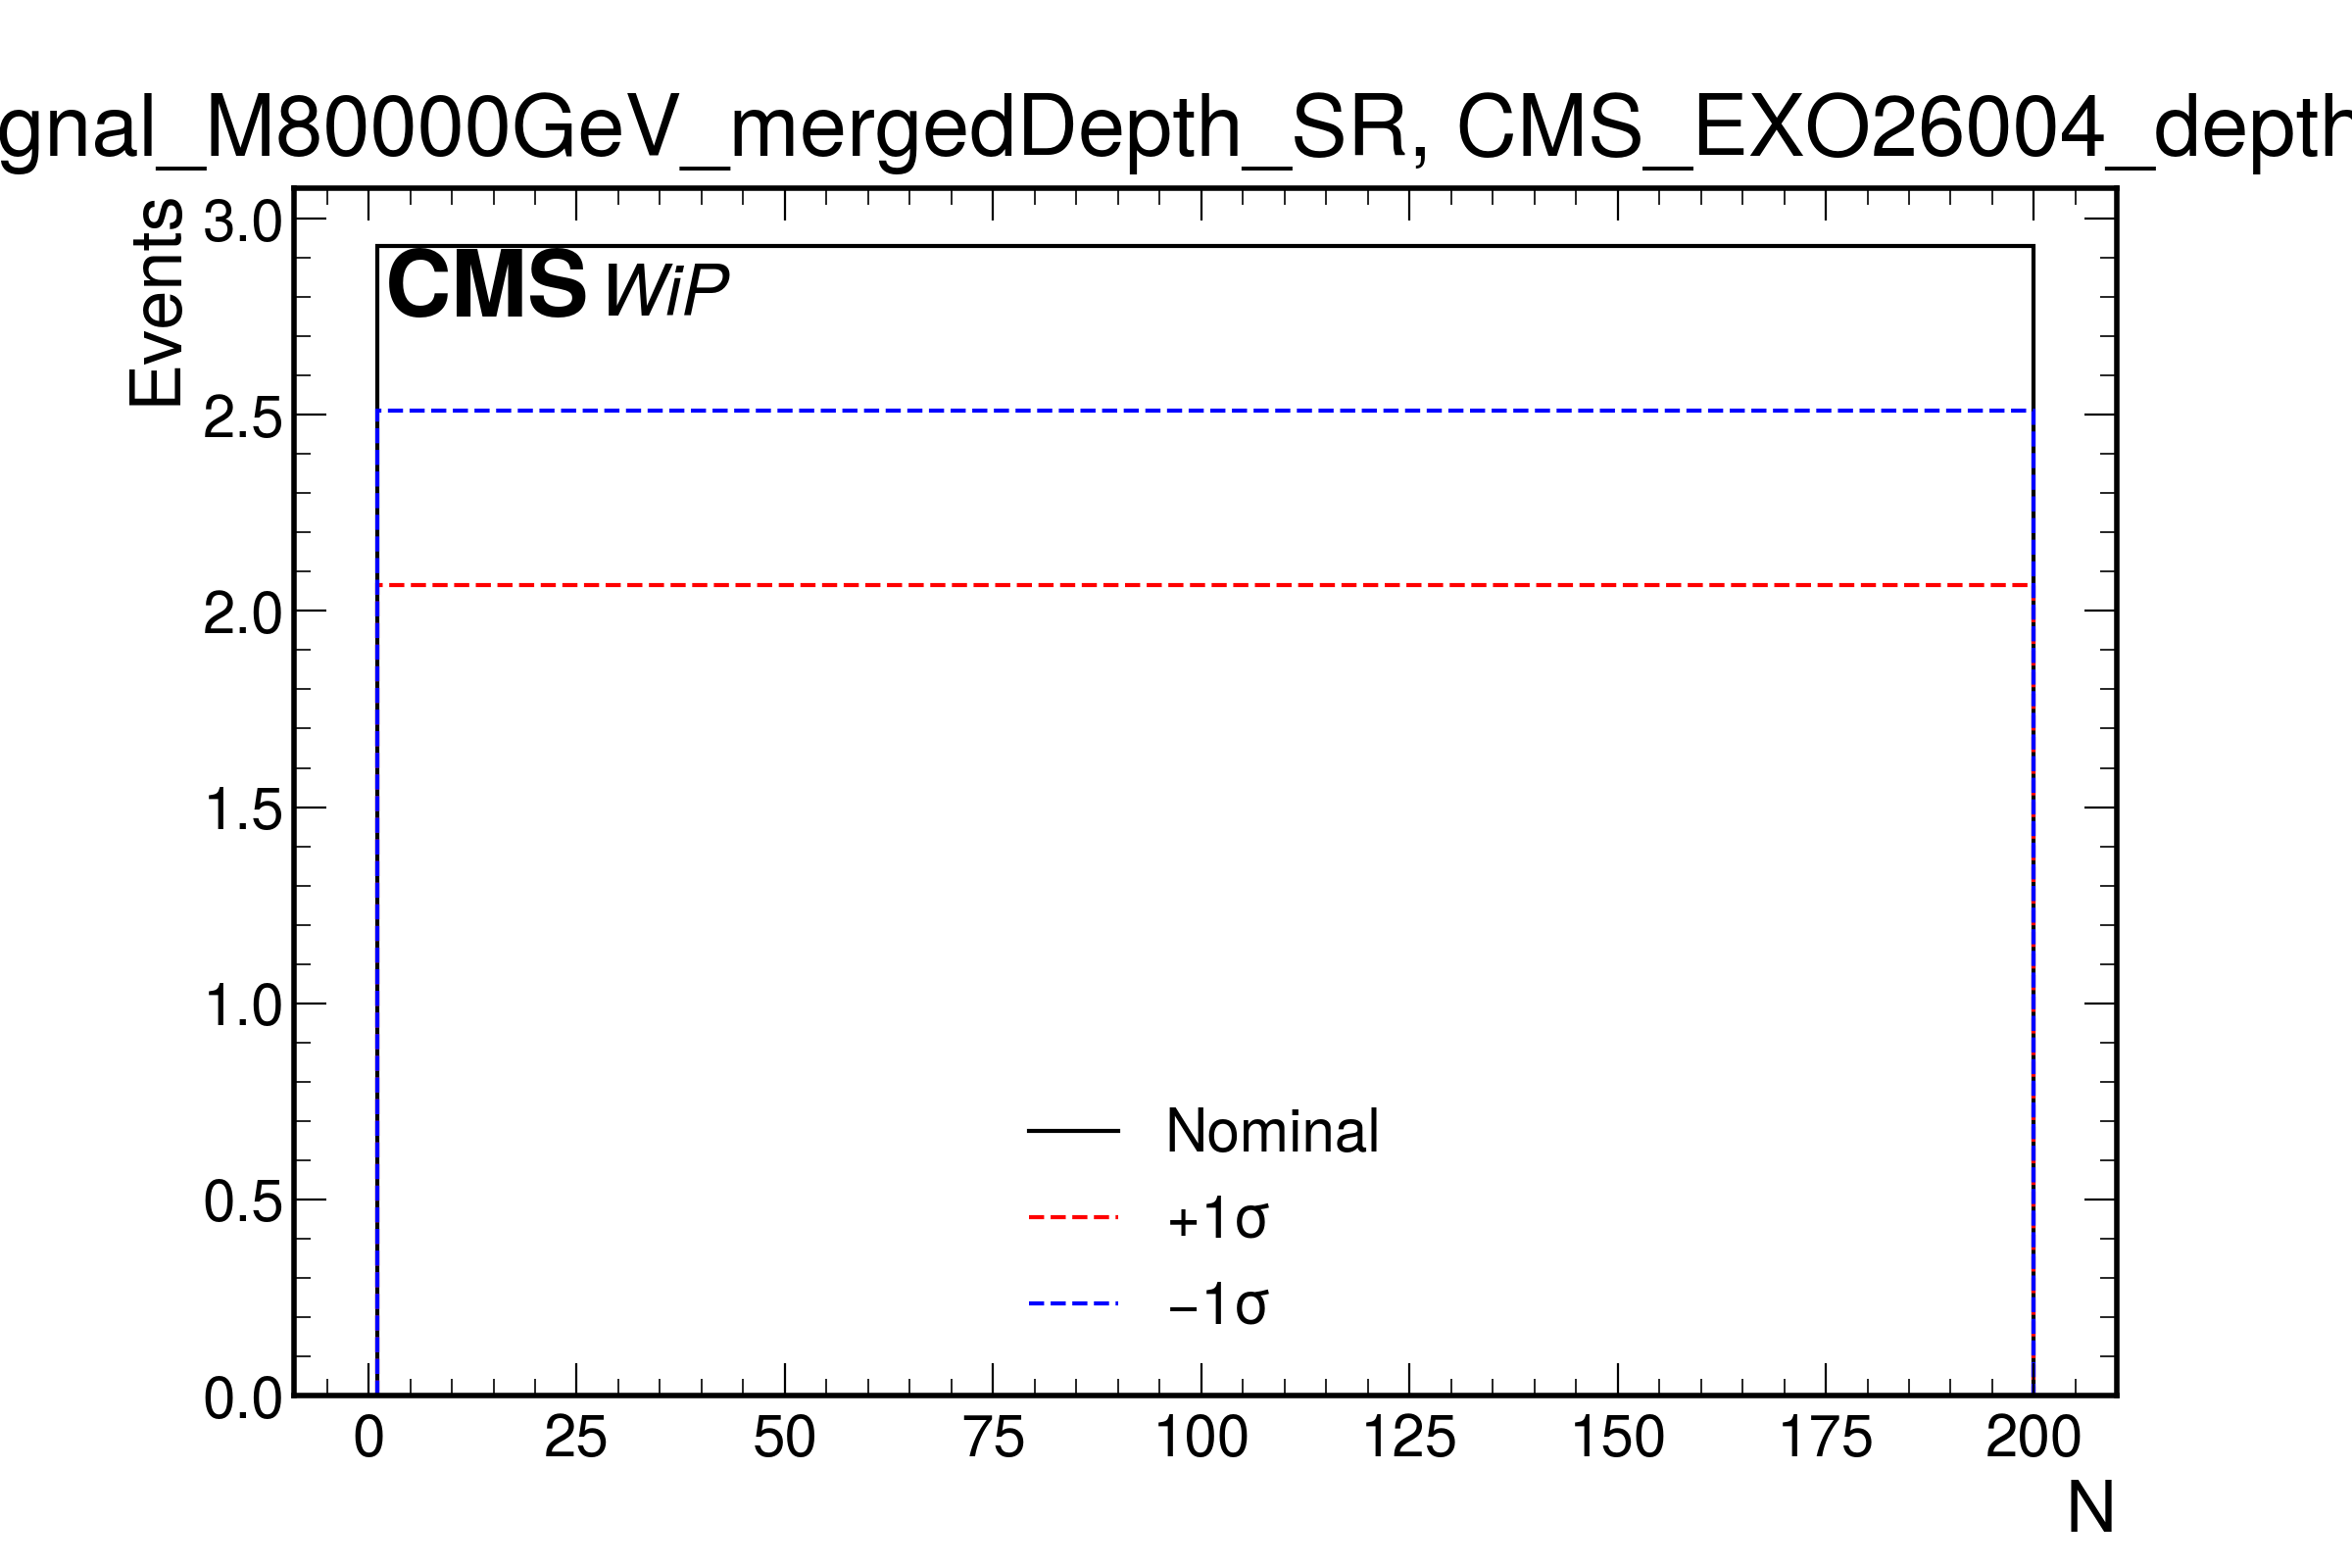 gnal_M80000GeV_mergedDepth_SR, CMS_EXO26004_depth
Events
3.0
CMS WiP
2.5
2.0
1.5
1.0
0.5
0.0
Nominal
+1σ
−1σ
0 25 50 75 100 125 150 175 200
N